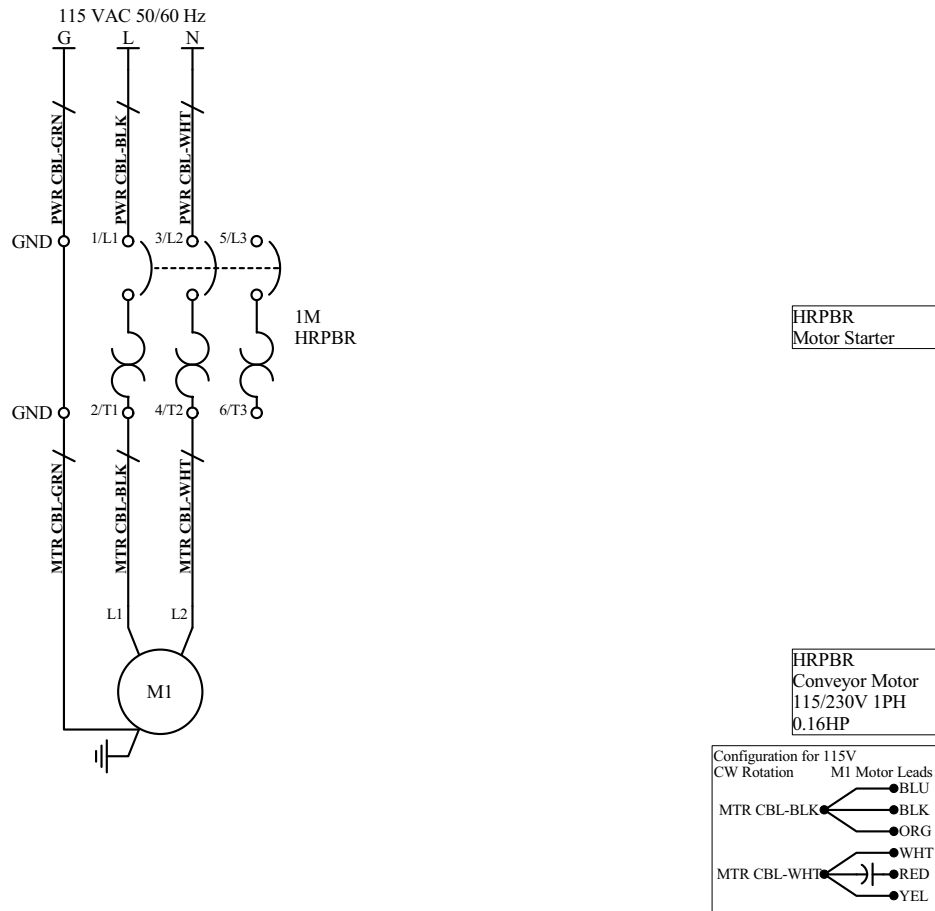 115 VAC 50/60 Hz
G L N
PWR CBL-GRN
PWR CBL-BLK
PWR CBL-WHT
GND 1/L1 3/L2 5/L3
1M
HRPBR
GND 2/T1 4/T2 6/T3
MTR CBL-GRN
MTR CBL-BLK
MTR CBL-WHT
L1 L2
M1
HRPBR
Motor Starter
HRPBR
Conveyor Motor
115/230V 1PH
0.16HP
Configuration for 115V
CW Rotation M1 Motor Leads
BLU
MTR CBL-BLK BLK
ORG
WHT
MTR CBL-WHT RED
YEL